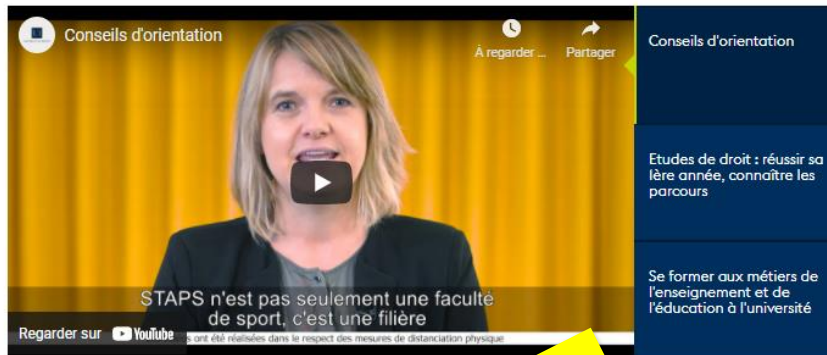 Conseils d'orientation
À regarder ...
Partager
STAPS n'est pas seulement une faculté
de sport, c'est une filière
Regarder sur YouTube
ont été réalisées dans le respect des mesures de distanciation physique
Conseils d'orientation
Etudes de droit : réussir sa
1ère année, connaître les
parcours
Se former aux métiers de
l'enseignement et de
l'éducation à l'université